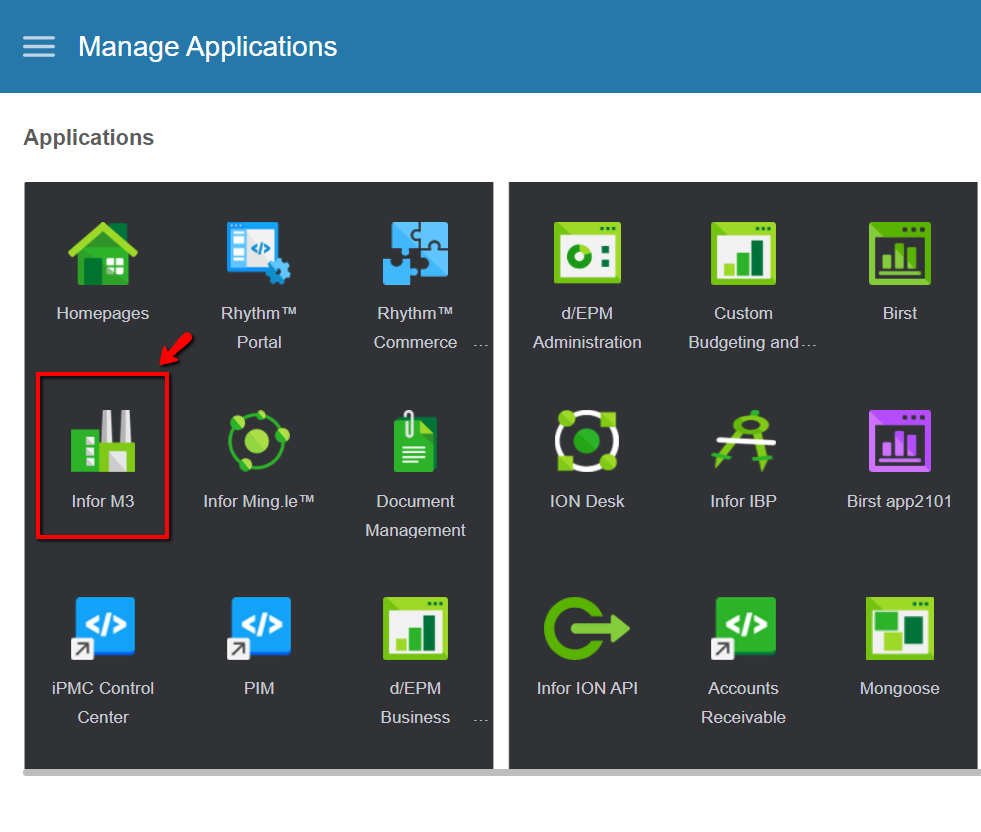 Manage Applications
Applications
Homepages
Rhythm™
Portal
Rhythm™
Commerce ...
d/EPM
Administration
Custom
Budgeting and...
Birst
Infor M3
Infor Ming.le™
Document
Management
ION Desk
Infor IBP
Birst app2101
iPMC Control
Center
PIM
d/EPM
Business ...
Infor ION API
Accounts
Receivable
Mongoose